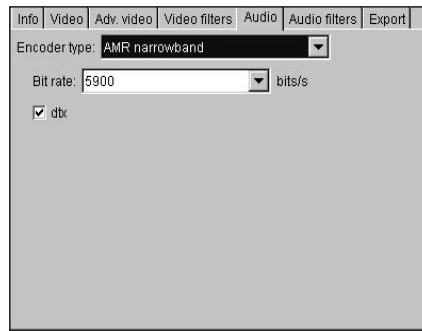 Info Video Adv. video Video filters Audio Audio filters Export
Encoder type: AMR narrowband
Bit rate: 5900 bits/s
dtx